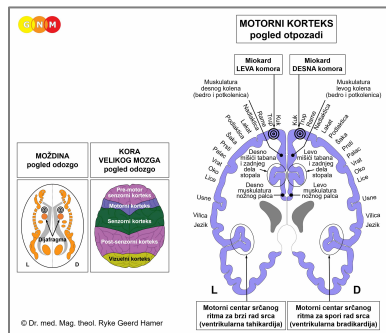 GNM
MOTORNI KORTEKS
pogled otpozadi
Miokard
LEVA komora
Miokard
DESNA komora
Muskulatura
desnog kolena
(bedro i potkolenica)
Muskulatura
levog kolena
(bedro i potkolenica)
Kuk
Trup
Rame
Nadlaktica
Lakat
Podlaktica
Šaka
Prsti
Palac
Vrat
Oko
Lice
Usne
Vilica
Jezik
Kuk
Trup
Rame
Nadlaktica
Lakat
Podlaktica
Šaka
Prsti
Palac
Vrat
Oko
Lice
Usne
Vilica
Jezik
Desno
mišići tabana
i zadnjeg
dela
stopala
Levo
mišići tabana
i zadnjeg
dela
stopala
Desno
muskulatura
nožnog palca
Levo
muskulatura
nožnog palca
L
D
Motorni centar srčanog
ritma za brzi rad srca
(ventrikularna tahikardija)
Motorni centar srčanog
ritma za spori rad srca
(ventrikularna bradikardija)
MOŽDINA
pogled odozgo
Dijafragma
L
D
KORA
VELIKOG MOZGA
pogled odozgo
Pre-motor
senzorni korteks
Motorni korteks
Senzorni korteks
Post-senzorni korteks
Vizuelni korteks
© Dr. med. Mag. theol. Ryke Geerd Hamer